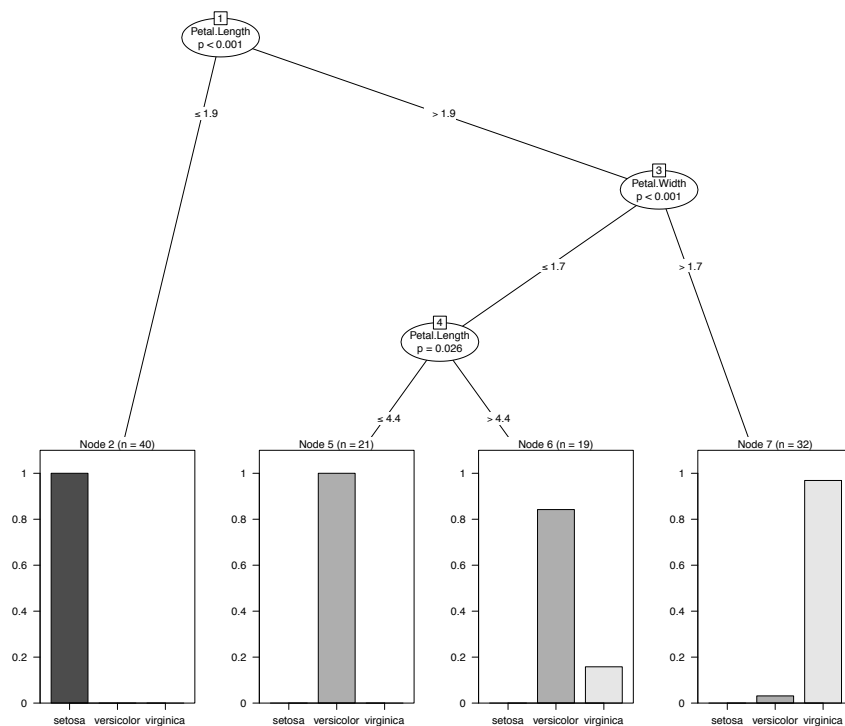 1
Petal.Length
p < 0.001
≤ 1.9
> 1.9
3
Petal.Width
p < 0.001
≤ 1.7
> 1.7
4
Petal.Length
p = 0.026
≤ 4.4
> 4.4
Node 2 (n = 40)
1
0.8
0.6
0.4
0.2
0
setosa versicolor virginica
Node 5 (n = 21)
1
0.8
0.6
0.4
0.2
0
setosa versicolor virginica
Node 6 (n = 19)
1
0.8
0.6
0.4
0.2
0
setosa versicolor virginica
Node 7 (n = 32)
1
0.8
0.6
0.4
0.2
0
setosa versicolor virginica